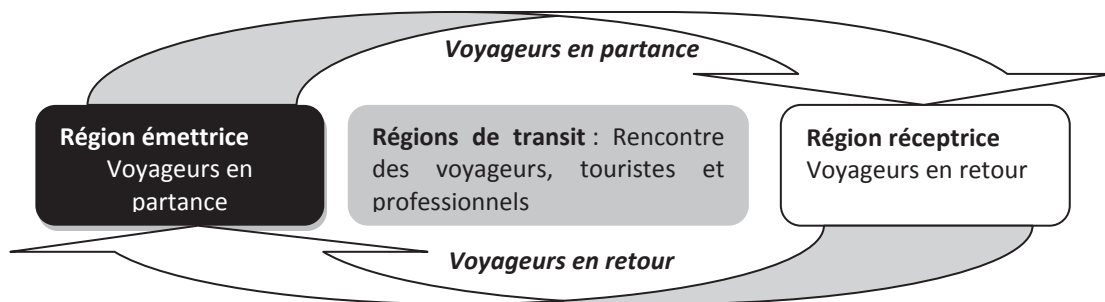 Voyageurs en partance
Région émettrice
Voyageurs en
partance
Régions de transit : Rencontre
des voyageurs, touristes et
professionnels
Région réceptrice
Voyageurs en retour
Voyageurs en retour